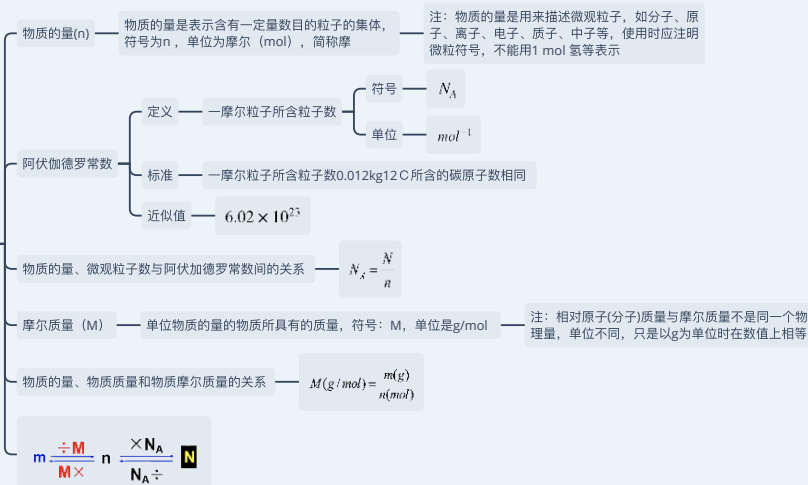 物质的量(n)
物质的量是表示含有一定量数目的粒子的集体，
符号为n ，单位为摩尔（mol），简称摩
注：物质的量是用来描述微观粒子，如分子、原
子、离子、电子、质子、中子等，使用时应注明
微粒符号，不能用1 mol 氢等表示
阿伏伽德罗常数
定义
一摩尔粒子所含粒子数
符号
N_A
单位
mol⁻¹
标准
一摩尔粒子所含粒子数0.012kg12 C 所含的碳原子数相同
近似值
6.02 × 10²³
物质的量、微观粒子数与阿伏伽德罗常数间的关系
N_A = N/n
摩尔质量（M）
单位物质的量的物质所具有的质量，符号：M，单位是g/mol
注：相对原子(分子)质量与摩尔质量不是同一个物
理量，单位不同，只是以g为单位时在数值上相等
物质的量、物质质量和物质摩尔质量的关系
M(g/mol) = m(g)/n(mol)
m ÷M M× n ×N_A N_A÷ N